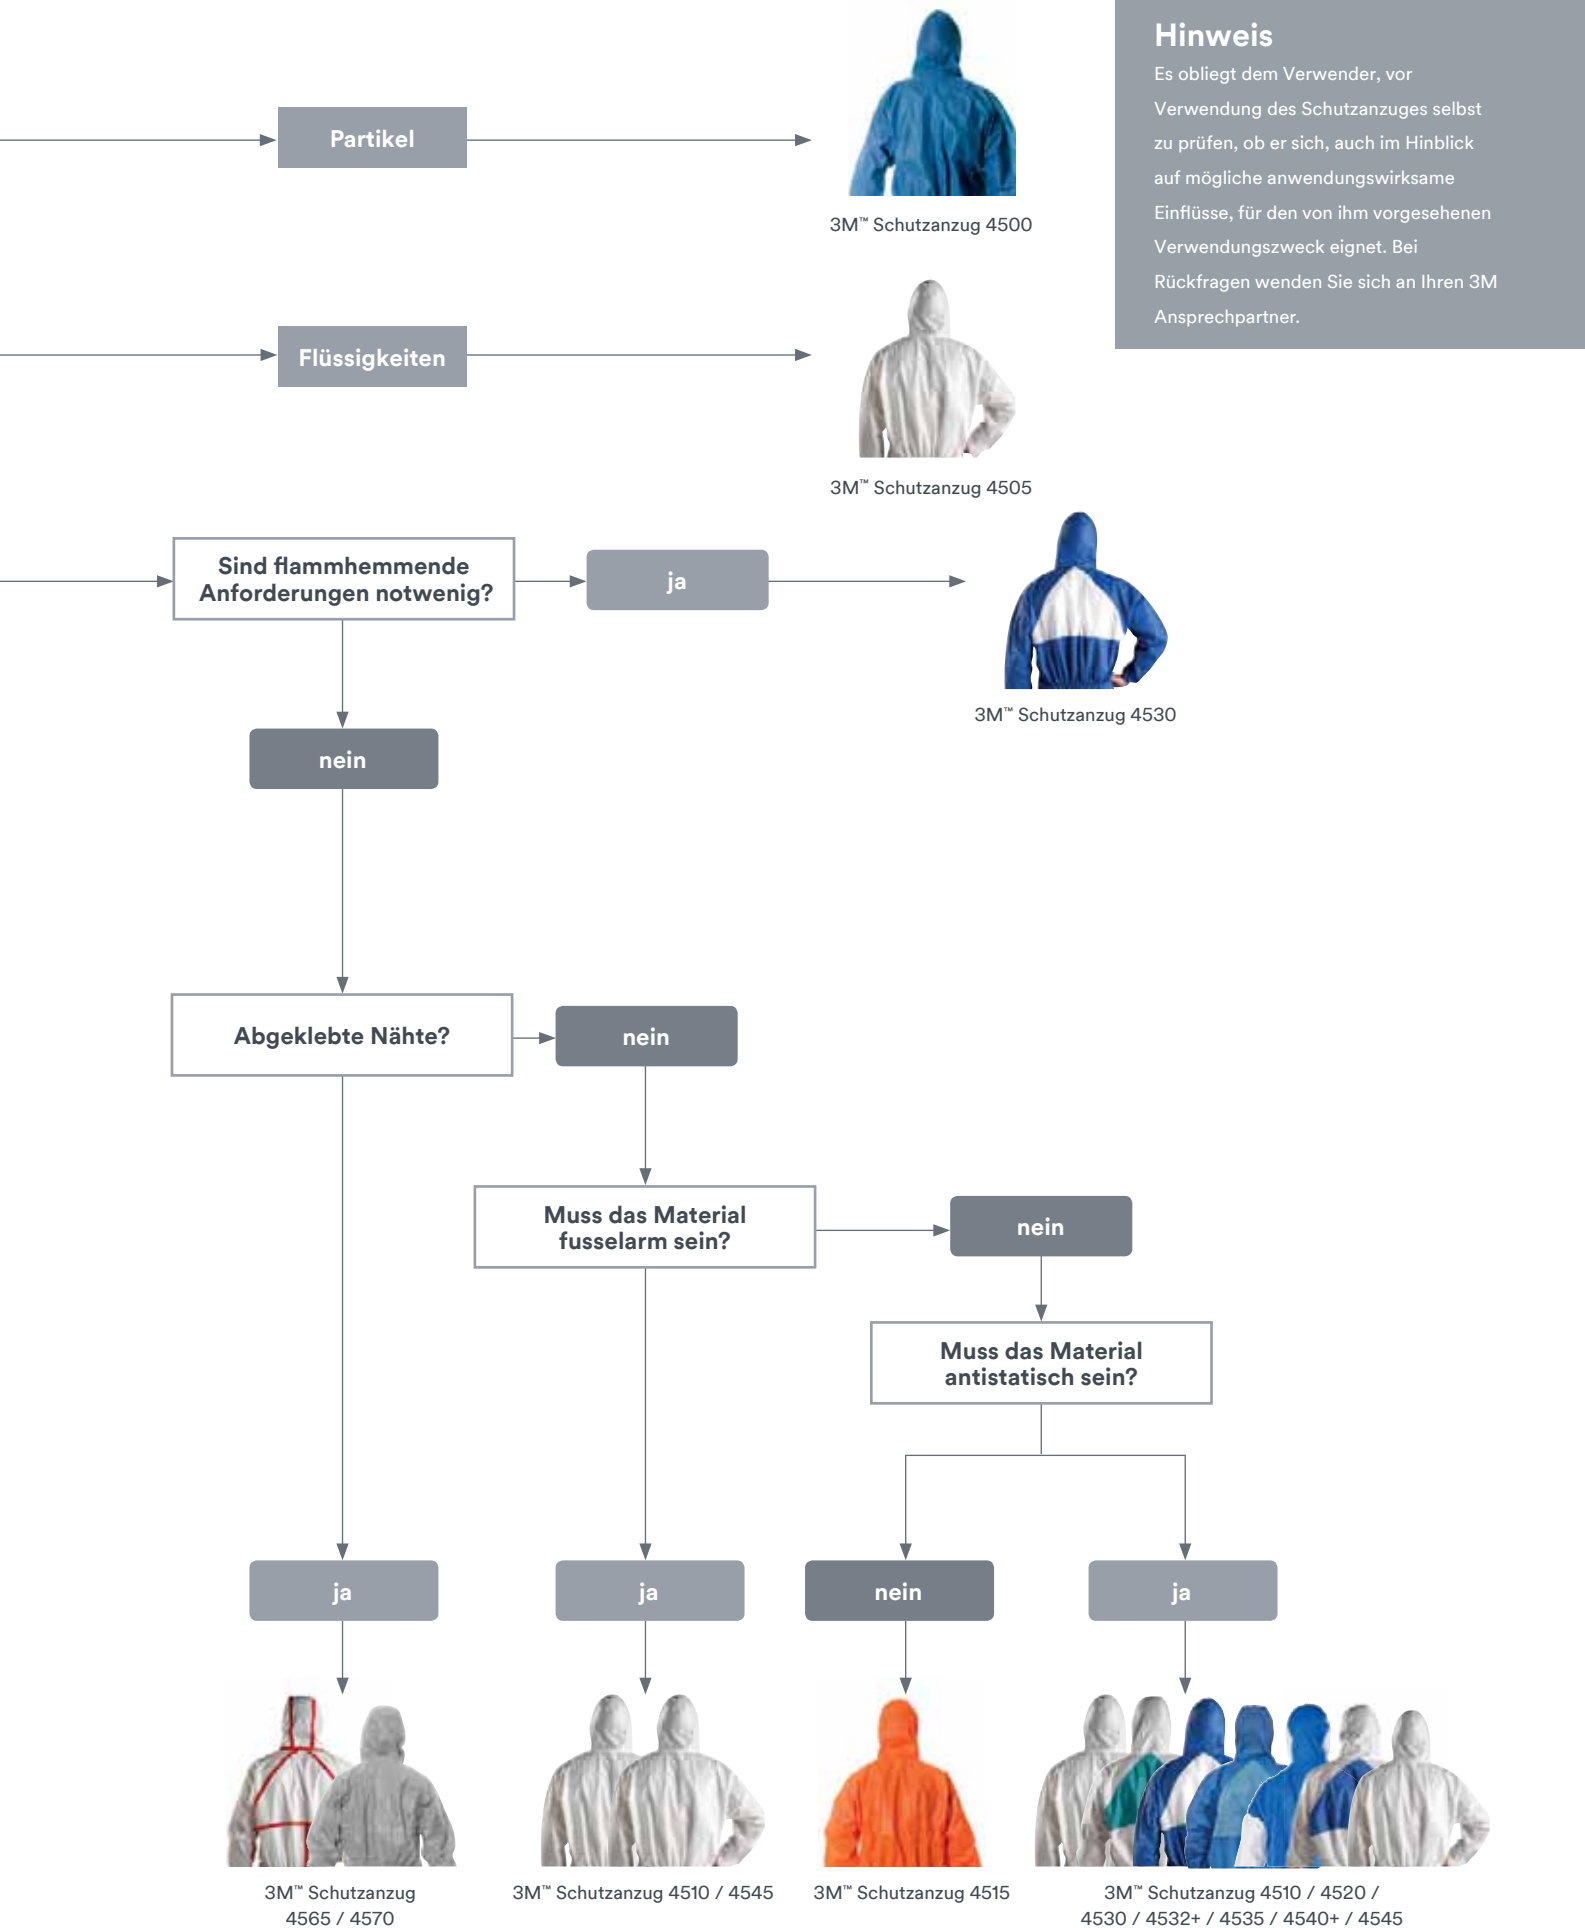 Hinweis
Es obliegt dem Verwender, vor
Verwendung des Schutzanzuges selbst
zu prüfen, ob er sich, auch im Hinblick
auf mögliche anwendungswirksame
Einflüsse, für den von ihm vorgesehenen
Verwendungszweck eignet. Bei
Rückfragen wenden Sie sich an Ihren 3M
Ansprechpartner.
Partikel
3M™ Schutzanzug 4500
Flüssigkeiten
3M™ Schutzanzug 4505
Sind flammhemmende
Anforderungen notwenig?
ja
3M™ Schutzanzug 4530
nein
Abgeklebte Nähte?
nein
Muss das Material
fusselarm sein?
nein
Muss das Material
antistatisch sein?
ja
ja
nein
ja
3M™ Schutzanzug
4565 / 4570
3M™ Schutzanzug 4510 / 4545
3M™ Schutzanzug 4515
3M™ Schutzanzug 4510 / 4520 /
4530 / 4532+ / 4535 / 4540+ / 4545